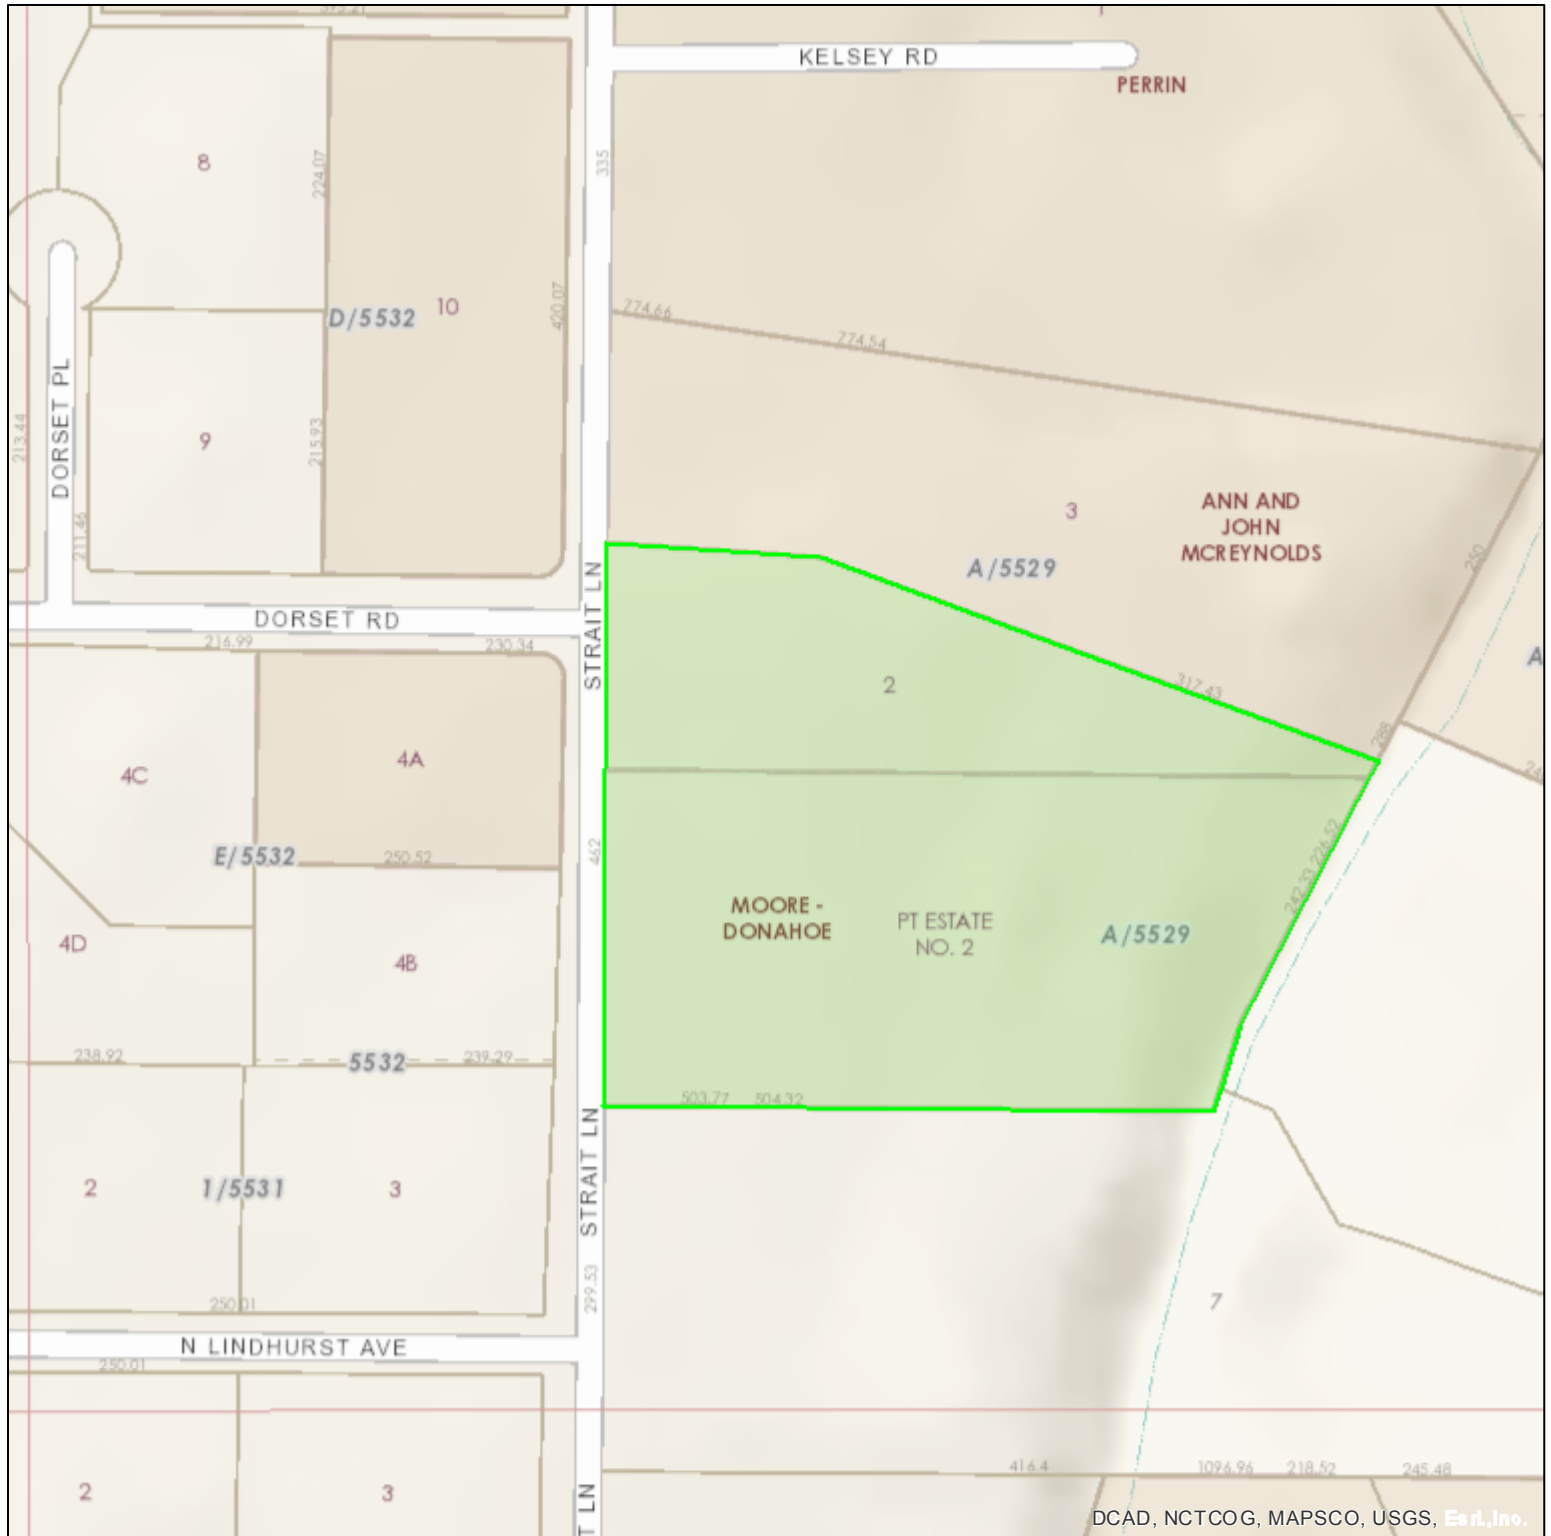 KELSEY RD
PERRIN
335
8
224.07
10
D/5532
420.07
774.66
774.54
DORSET PL
213.44
9
215.93
211.46
3
ANN AND
JOHN
MCREYNOLDS
A/5529
250
STRAIT LN
DORSET RD
216.99
230.34
A
2
317.43
288
4C
4A
E/5532
250.52
462
242.33
226.52
MOORE -
DONAHOE
PT ESTATE
NO. 2
A/5529
4D
4B
238.92
5532
239.29
503.77
504.32
STRAIT LN
2
1/5531
3
299.53
250.01
7
N LINDHURST AVE
250.01
416.4
1096.96
218.52
245.48
2
3
T LN
DCAD, NCTCOG, MAPSCO, USGS, Esri, Inc.